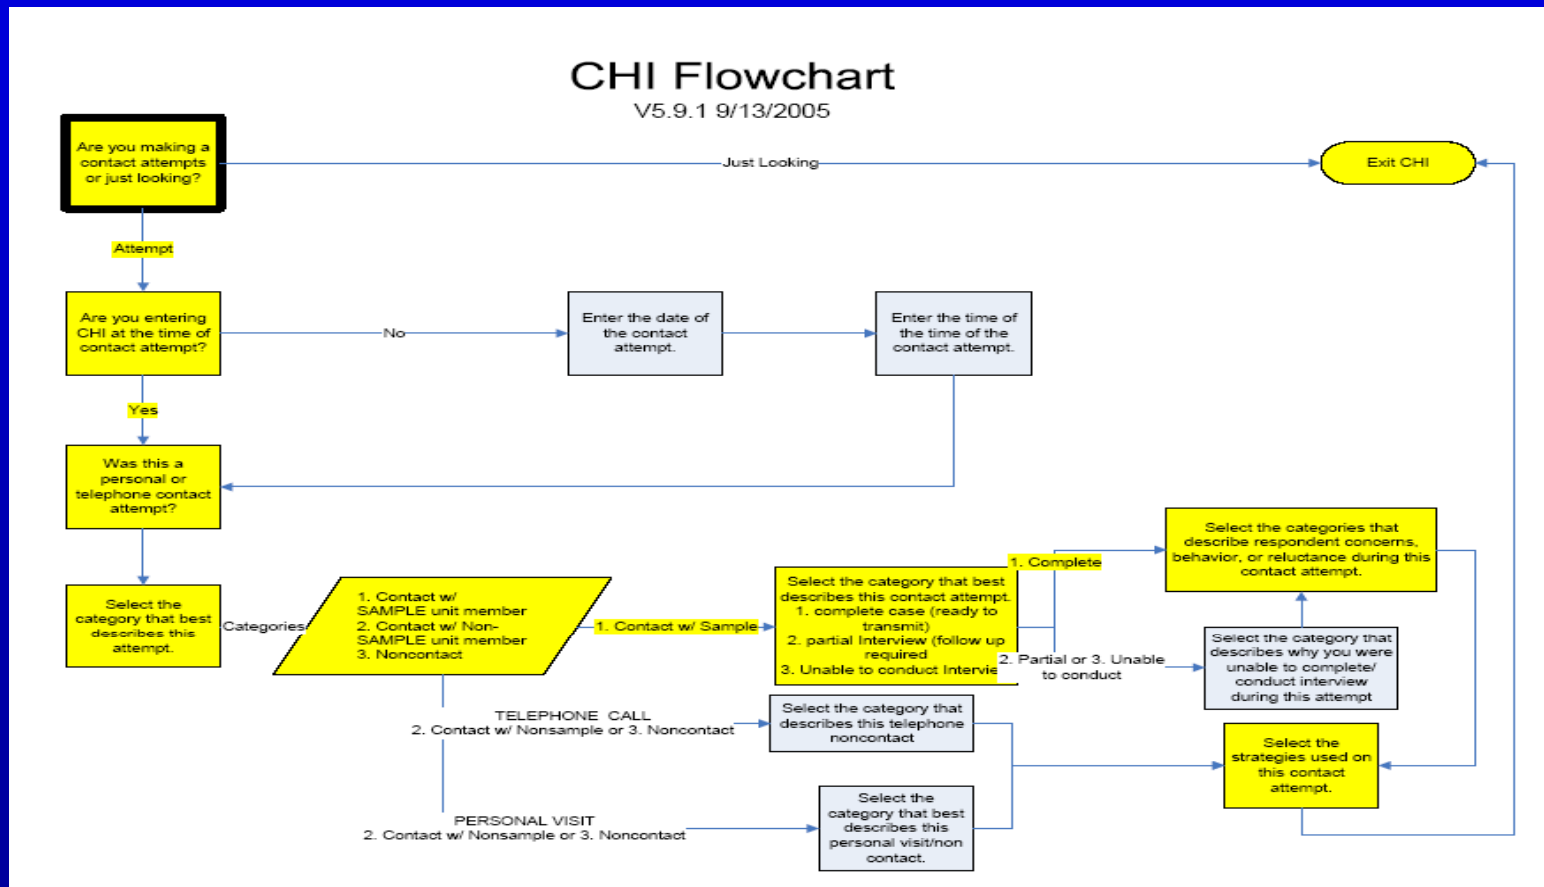 CHI Flowchart
V5.9.1 9/13/2005
Are you making a
contact attempts
or just looking?
Just Looking
Exit CHI
Attempt
Are you entering
CHI at the time of
contact attempt?
No
Enter the date of
the contact
attempt.
Enter the time of
the time of the
contact attempt.
Yes
Was this a
personal or
telephone contact
attempt?
Select the
category that best
describes this
attempt.
Categories
1. Contact w/
SAMPLE unit member
2. Contact w/ Non-
SAMPLE unit member
3. Noncontact
1. Contact w/ Sample
Select the category that best
describes this contact attempt.
1. complete case (ready to
transmit)
2. partial Interview (follow up
required
3. Unable to conduct Intervie
1. Complete
Select the categories that
describe respondent concerns,
behavior, or reluctance during this
contact attempt.
2. Partial or 3. Unable
to conduct
Select the category that
describes why you were
unable to complete/
conduct interview
during this attempt
TELEPHONE CALL
2. Contact w/ Nonsample or 3. Noncontact
Select the category that
describes this telephone
noncontact
Select the
strategies used on
this contact
attempt.
PERSONAL VISIT
2. Contact w/ Nonsample or 3. Noncontact
Select the
category that best
describes this
personal visit/non
contact.